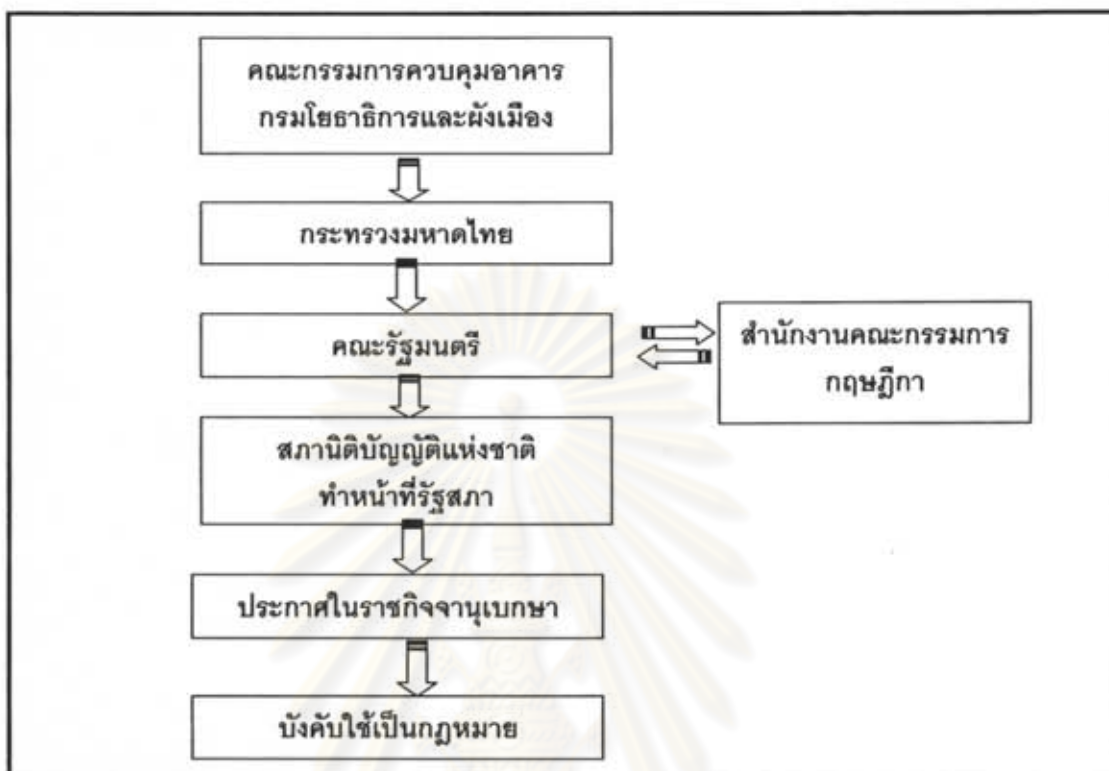 คณะกรรมการควบคุมอาคาร
กรมโยธาธิการและผังเมือง
กระทรวงมหาดไทย
คณะรัฐมนตรี
สำนักงานคณะกรรมการ
กฤษฎีกา
สภานิติบัญญัติแห่งชาติ
ทำหน้าที่รัฐสภา
ประกาศในราชกิจจานุเบกษา
บังคับใช้เป็นกฎหมาย